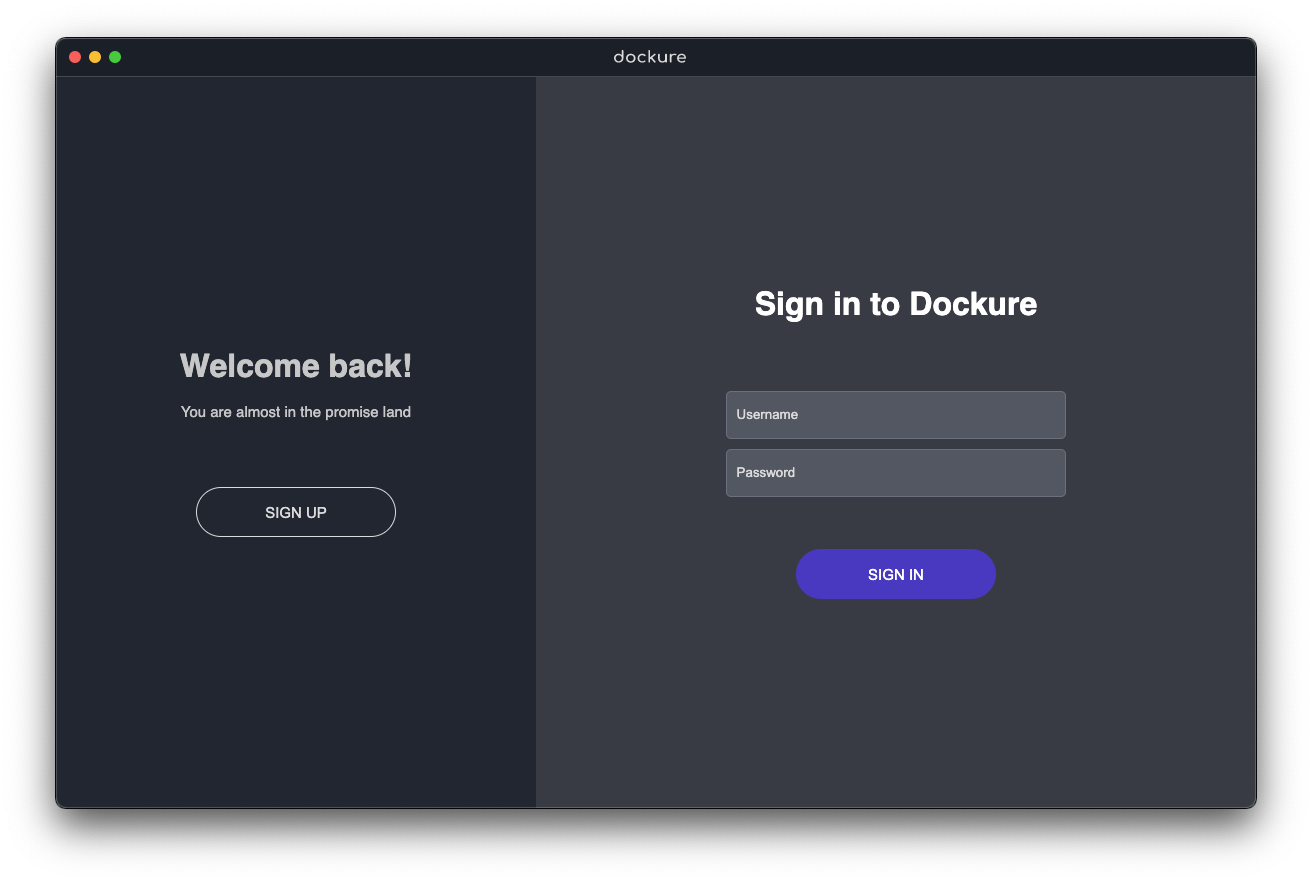 dockure
Welcome back!
You are almost in the promise land
SIGN UP
Sign in to Dockure
Username
Password
SIGN IN